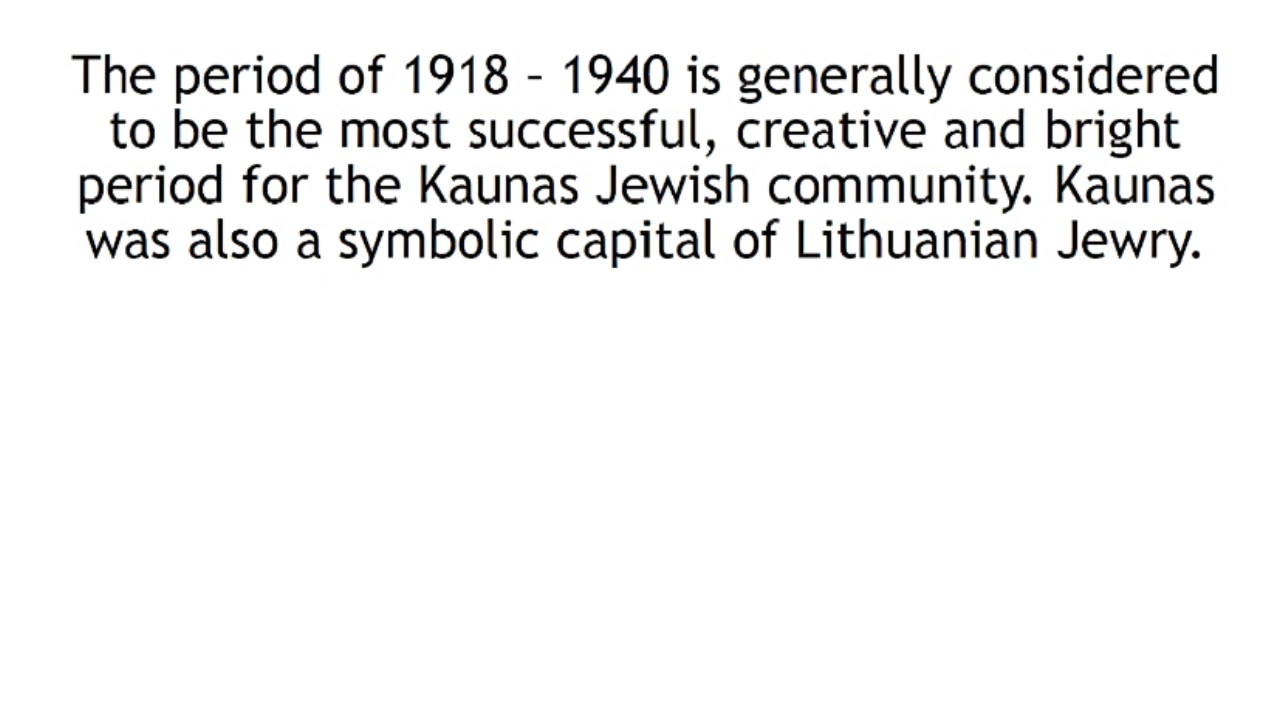 The period of 1918 – 1940 is generally considered
to be the most successful, creative and bright
period for the Kaunas Jewish community. Kaunas
was also a symbolic capital of Lithuanian Jewry.